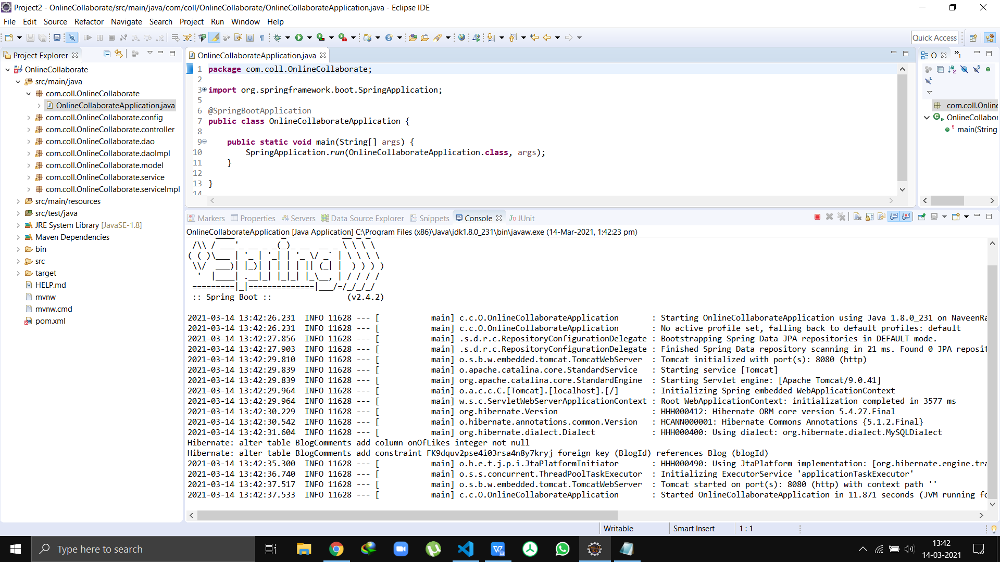 Project2 - OnlineCollaborate/src/main/java/com/coll/OnlineCollaborate/OnlineCollaborateApplication.java - Eclipse IDE
File Edit Source Refactor Navigate Search Project Run Window Help
Quick Access
Project Explorer
OnlineCollaborate
src/main/java
com.coll.OnlineCollaborate
OnlineCollaborateApplication.java
com.coll.OnlineCollaborate.config
com.coll.OnlineCollaborate.controller
com.coll.OnlineCollaborate.dao
com.coll.OnlineCollaborate.daoImpl
com.coll.OnlineCollaborate.model
com.coll.OnlineCollaborate.service
com.coll.OnlineCollaborate.serviceImpl
src/main/resources
src/test/java
JRE System Library [JavaSE-1.8]
Maven Dependencies
bin
src
target
HELP.md
mvnw
mvnw.cmd
pom.xml
OnlineCollaborateApplication.java
1 package com.coll.OnlineCollaborate;
2
3 import org.springframework.boot.SpringApplication;
5
6 @SpringBootApplication
7 public class OnlineCollaborateApplication {
8
9 public static void main(String[] args) {
10 SpringApplication.run(OnlineCollaborateApplication.class, args);
11 }
12
13 }
14
O
com.coll.Online
OnlineCollabor
main(String
Markers Properties Servers Data Source Explorer Snippets Console JUnit
OnlineCollaborateApplication [Java Application] C:\Program Files (x86)\Java\jdk1.8.0_231\bin\javaw.exe (14-Mar-2021, 1:42:23 pm)
:: Spring Boot :: (v2.4.2)
2021-03-14 13:42:26.231 INFO 11628 --- [ main] c.c.O.OnlineCollaborateApplication : Starting OnlineCollaborateApplication using Java 1.8.0_231 on NaveenRa
2021-03-14 13:42:26.231 INFO 11628 --- [ main] c.c.O.OnlineCollaborateApplication : No active profile set, falling back to default profiles: default
2021-03-14 13:42:27.856 INFO 11628 --- [ main] .s.d.r.c.RepositoryConfigurationDelegate : Bootstrapping Spring Data JPA repositories in DEFAULT mode.
2021-03-14 13:42:27.903 INFO 11628 --- [ main] .s.d.r.c.RepositoryConfigurationDelegate : Finished Spring Data repository scanning in 21 ms. Found 0 JPA reposit
2021-03-14 13:42:29.810 INFO 11628 --- [ main] o.s.b.w.embedded.tomcat.TomcatWebServer : Tomcat initialized with port(s): 8080 (http)
2021-03-14 13:42:29.839 INFO 11628 --- [ main] o.apache.catalina.core.StandardService : Starting service [Tomcat]
2021-03-14 13:42:29.839 INFO 11628 --- [ main] org.apache.catalina.core.StandardEngine : Starting Servlet engine: [Apache Tomcat/9.0.41]
2021-03-14 13:42:29.964 INFO 11628 --- [ main] o.a.c.c.C.[Tomcat].[localhost].[/] : Initializing Spring embedded WebApplicationContext
2021-03-14 13:42:29.964 INFO 11628 --- [ main] w.s.c.ServletWebServerApplicationContext : Root WebApplicationContext: initialization completed in 3577 ms
2021-03-14 13:42:30.229 INFO 11628 --- [ main] org.hibernate.Version : HHH000412: Hibernate ORM core version 5.4.27.Final
2021-03-14 13:42:30.542 INFO 11628 --- [ main] o.hibernate.annotations.common.Version : HCANN000001: Hibernate Commons Annotations {5.1.2.Final}
2021-03-14 13:42:31.604 INFO 11628 --- [ main] org.hibernate.dialect.Dialect : HHH000400: Using dialect: org.hibernate.dialect.MySQLDialect
Hibernate: alter table BlogComments add column onOfLikes integer not null
Hibernate: alter table BlogComments add constraint FK9dquv2pse4i03rsa4n8y7kryj foreign key (BlogId) references Blog (blogId)
2021-03-14 13:42:35.300 INFO 11628 --- [ main] o.h.e.t.j.p.i.JtaPlatformInitiator : HHH000490: Using JtaPlatform implementation: [org.hibernate.engine.tra
2021-03-14 13:42:36.740 INFO 11628 --- [ main] o.s.s.concurrent.ThreadPoolTaskExecutor : Initializing ExecutorService 'applicationTaskExecutor'
2021-03-14 13:42:37.517 INFO 11628 --- [ main] o.s.b.w.embedded.tomcat.TomcatWebServer : Tomcat started on port(s): 8080 (http) with context path ''
2021-03-14 13:42:37.533 INFO 11628 --- [ main] c.c.O.OnlineCollaborateApplication : Started OnlineCollaborateApplication in 11.871 seconds (JVM running fo
Writable Smart Insert 1 : 1
Type here to search
13:42
14-03-2021